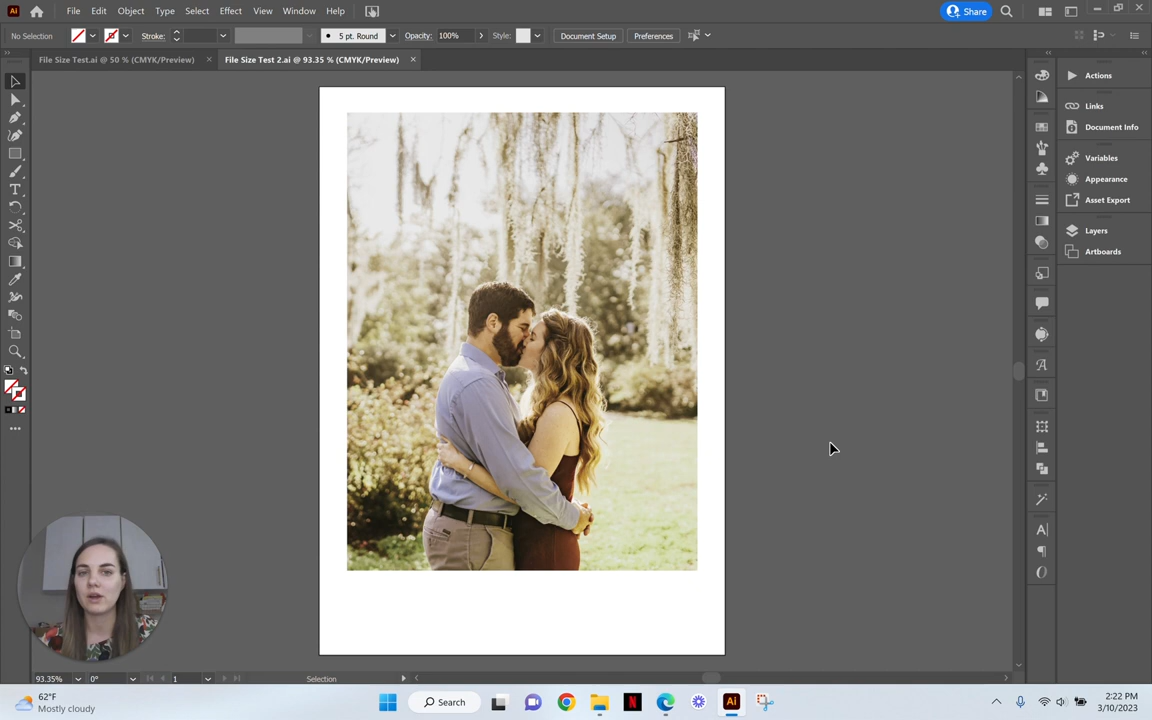 Ai File Edit Object Type Select Effect View Window Help Share
No Selection Stroke: 5 pt. Round Opacity: 100% Style: Document Setup Preferences
File Size Test.ai @ 50 % (CMYK/Preview) × File Size Test 2.ai @ 93.35 % (CMYK/Preview) ×
Actions
Links
Document Info
Variables
Appearance
Asset Export
Layers
Artboards
93.35% 0° 1 Selection
62°F
Mostly cloudy
Search
Ai
2:22 PM
3/10/2023